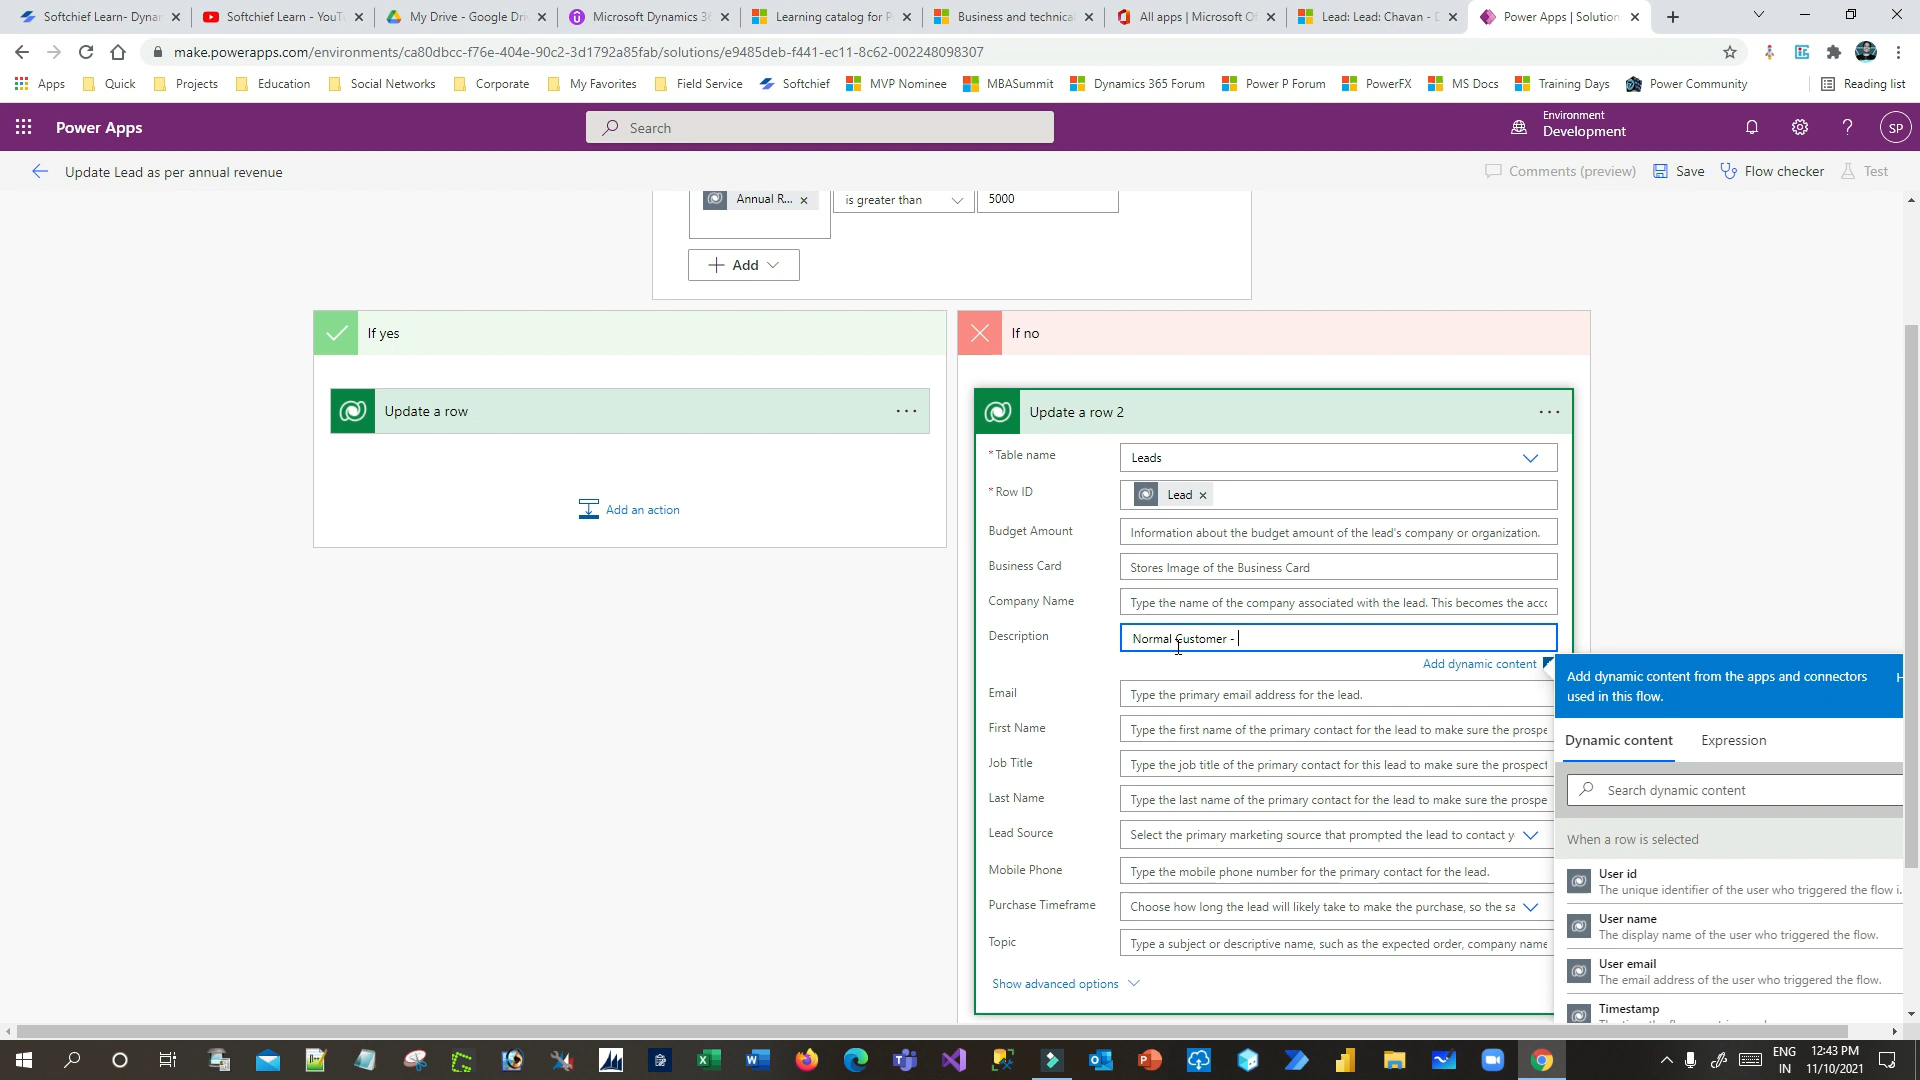 Softchief Learn- Dynam
Softchief Learn - YouTu
My Drive - Google Driv
Microsoft Dynamics 36
Learning catalog for P
Business and technica
All apps | Microsoft Of
Lead: Lead: Chavan - D
Power Apps | Solution
make.powerapps.com/environments/ca80dbcc-f76e-404e-90c2-3d1792a85fab/solutions/e9485deb-f441-ec11-8c62-002248098307
Apps
Quick
Projects
Education
Social Networks
Corporate
My Favorites
Field Service
Softchief
MVP Nominee
MBASummit
Dynamics 365 Forum
Power P Forum
PowerFX
MS Docs
Training Days
Power Community
Reading list
Power Apps
Search
Environment
Development
SP
Update Lead as per annual revenue
Comments (preview)
Save
Flow checker
Test
Annual R...
is greater than
5000
Add
If yes
If no
Update a row
Add an action
Update a row 2
* Table name
Leads
* Row ID
Lead
Budget Amount
Information about the budget amount of the lead's company or organization.
Business Card
Stores Image of the Business Card
Company Name
Type the name of the company associated with the lead. This becomes the acco
Description
Normal Customer -
Add dynamic content
Email
Type the primary email address for the lead.
First Name
Type the first name of the primary contact for the lead to make sure the prospe
Job Title
Type the job title of the primary contact for this lead to make sure the prospect
Last Name
Type the last name of the primary contact for the lead to make sure the prospe
Lead Source
Select the primary marketing source that prompted the lead to contact y
Mobile Phone
Type the mobile phone number for the primary contact for the lead.
Purchase Timeframe
Choose how long the lead will likely take to make the purchase, so the sa
Topic
Type a subject or descriptive name, such as the expected order, company name
Show advanced options
Add dynamic content from the apps and connectors
used in this flow.
H
Dynamic content
Expression
Search dynamic content
When a row is selected
User id
The unique identifier of the user who triggered the flow i...
User name
The display name of the user who triggered the flow.
User email
The email address of the user who triggered the flow.
Timestamp
ENG
IN
12:43 PM
11/10/2021